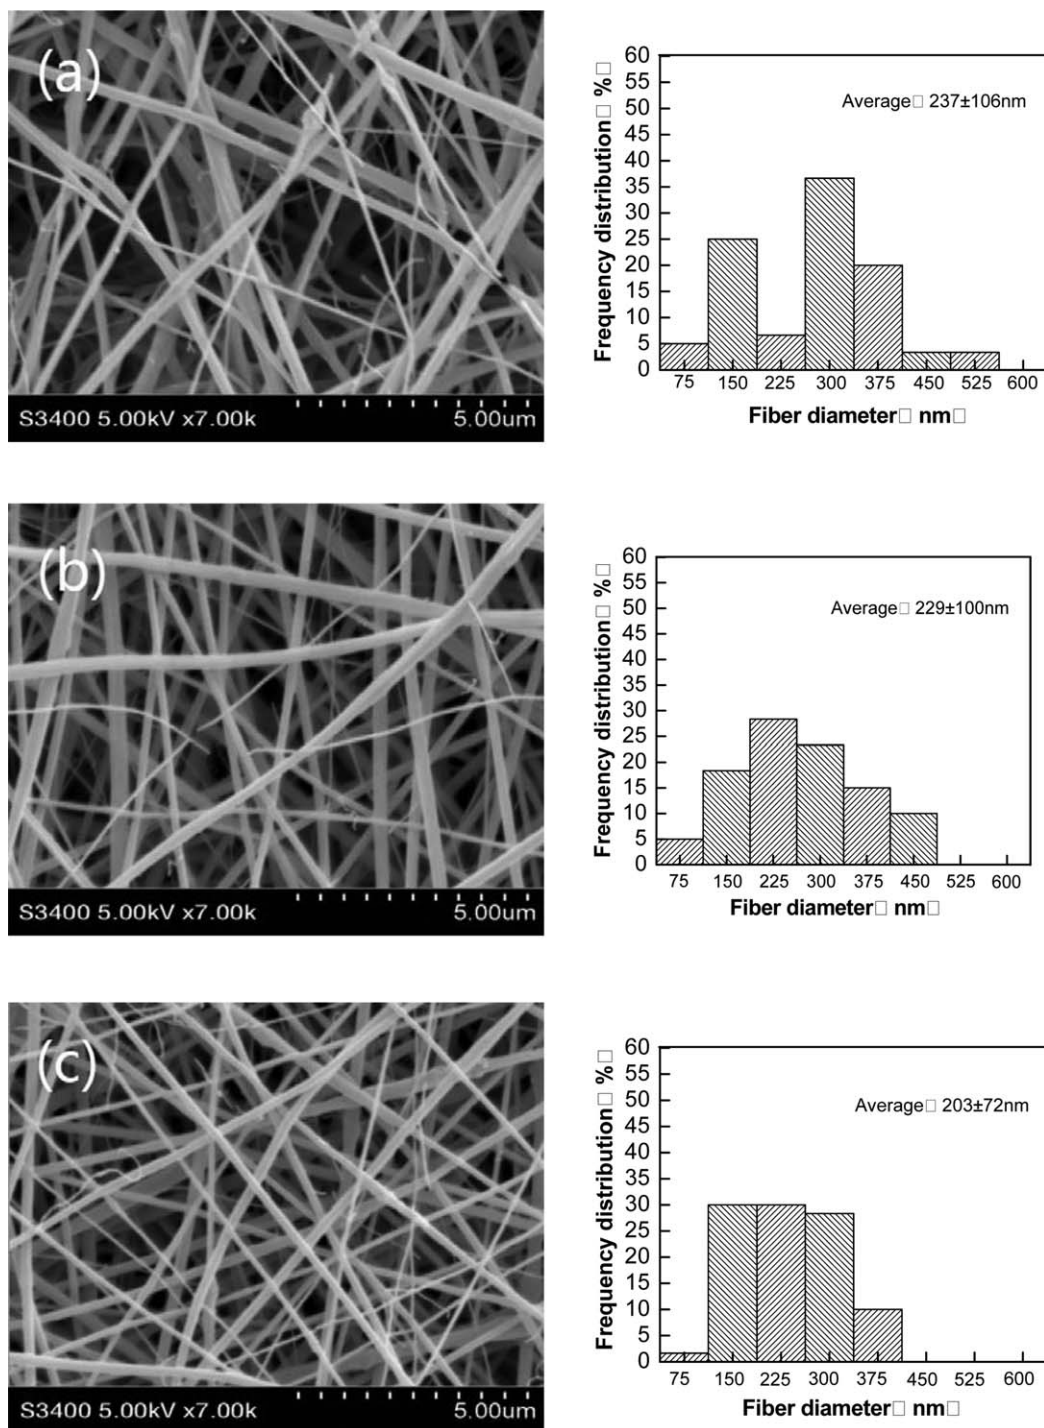 (a)
S3400 5.00kV x7.00k 5.00um
Frequency distribution□ %□
60
55
50
45
40
35
30
25
20
15
10
5
0
Average□ 237±106nm
75 150 225 300 375 450 525 600
Fiber diameter□ nm□
(b)
S3400 5.00kV x7.00k 5.00um
Frequency distribution□ %□
60
55
50
45
40
35
30
25
20
15
10
5
0
Average□ 229±100nm
75 150 225 300 375 450 525 600
Fiber diameter□ nm□
(c)
S3400 5.00kV x7.00k 5.00um
Frequency distribution□ %□
60
55
50
45
40
35
30
25
20
15
10
5
0
Average□ 203±72nm
75 150 225 300 375 450 525 600
Fiber diameter□ nm□